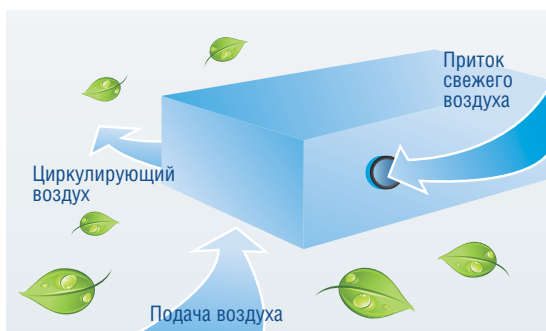 Приток
свежего
воздуха
Циркулирующий
воздух
Подача воздуха